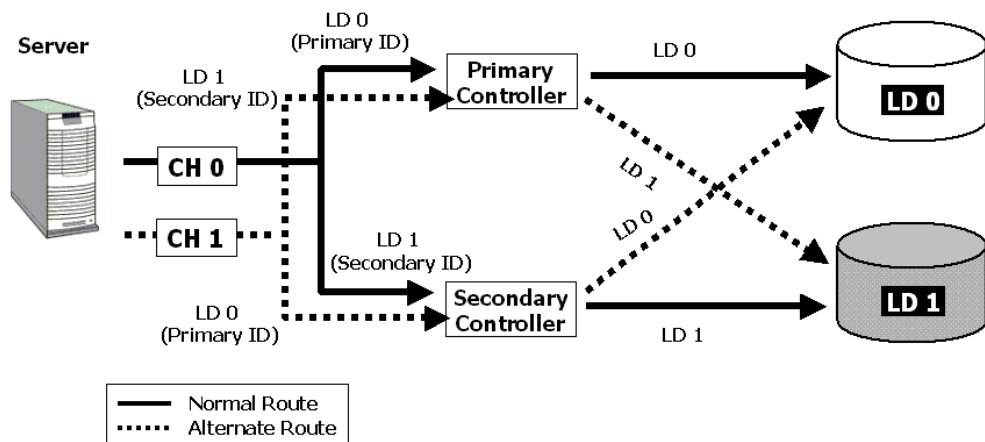 Server
LD 0
(Primary ID)
LD 1
(Secondary ID)
CH 0
CH 1
LD 1
(Secondary ID)
LD 0
(Primary ID)
Primary
Controller
Secondary
Controller
LD 0
LD 1
LD 0
LD 1
LD 0
LD 1
Normal Route
Alternate Route